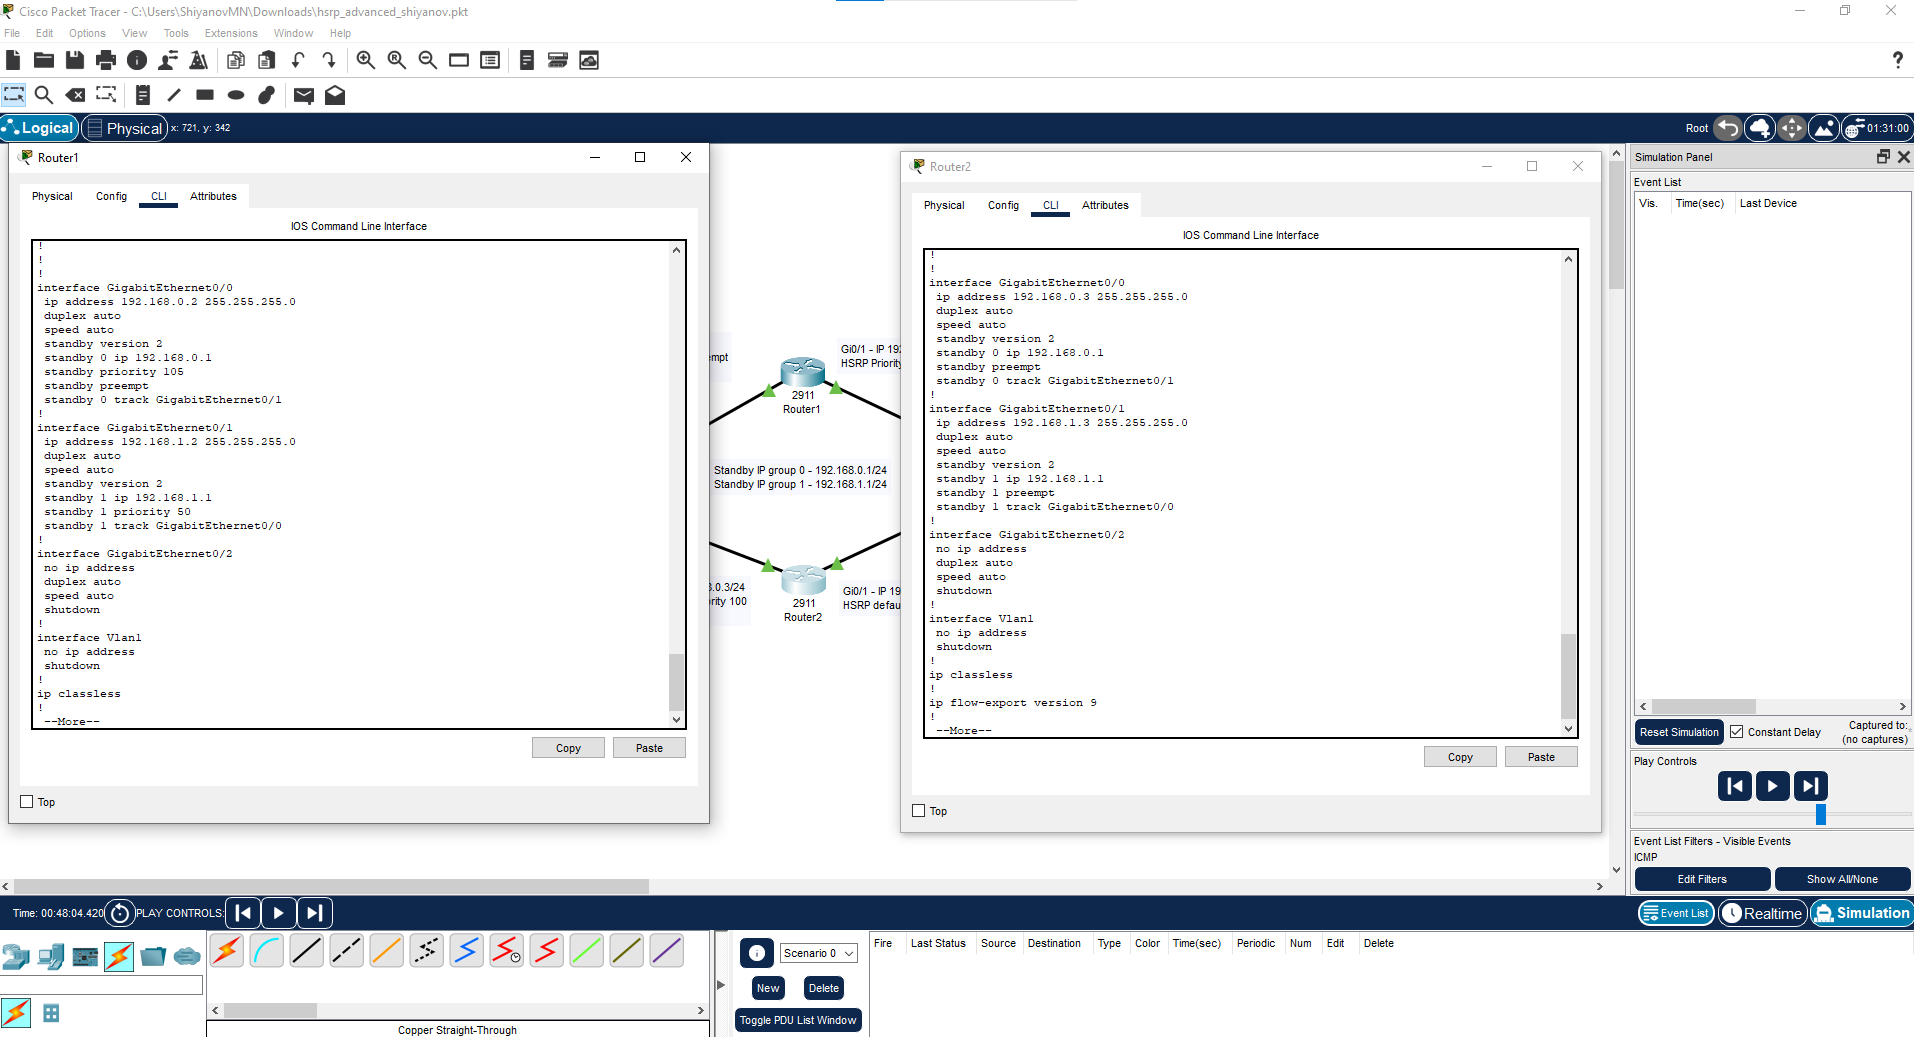 Cisco Packet Tracer - C:\Users\ShiyanovMN\Downloads\hsrp_advanced_shiyanov.pkt
File Edit Options View Tools Extensions Window Help
?
Logical Physical x: 721, y: 342
Root 01:31:00
Router1
Physical Config CLI Attributes
IOS Command Line Interface
!
!
!
interface GigabitEthernet0/0
ip address 192.168.0.2 255.255.255.0
duplex auto
speed auto
standby version 2
standby 0 ip 192.168.0.1
standby priority 105
standby preempt
standby 0 track GigabitEthernet0/1
!
interface GigabitEthernet0/1
ip address 192.168.1.2 255.255.255.0
duplex auto
speed auto
standby version 2
standby 1 ip 192.168.1.1
standby 1 priority 50
standby 1 track GigabitEthernet0/0
!
interface GigabitEthernet0/2
no ip address
duplex auto
speed auto
shutdown
!
interface Vlan1
no ip address
shutdown
!
ip classless
!
--More--
Copy Paste
Top
empt
Gi0/1 - IP 192
HSRP Priority
2911
Router1
Standby IP group 0 - 192.168.0.1/24
Standby IP group 1 - 192.168.1.1/24
.0.3/24
rity 100
2911
Router2
Gi0/1 - IP 19
HSRP defau
Router2
Physical Config CLI Attributes
IOS Command Line Interface
!
!
interface GigabitEthernet0/0
ip address 192.168.0.3 255.255.255.0
duplex auto
speed auto
standby version 2
standby 0 ip 192.168.0.1
standby preempt
standby 0 track GigabitEthernet0/1
!
interface GigabitEthernet0/1
ip address 192.168.1.3 255.255.255.0
duplex auto
speed auto
standby version 2
standby 1 ip 192.168.1.1
standby 1 preempt
standby 1 track GigabitEthernet0/0
!
interface GigabitEthernet0/2
no ip address
duplex auto
speed auto
shutdown
!
interface Vlan1
no ip address
shutdown
!
ip classless
!
ip flow-export version 9
!
--More--
Copy Paste
Top
Simulation Panel
Event List
Vis. Time(sec) Last Device
Reset Simulation Constant Delay Captured to:
(no captures)
Play Controls
Event List Filters - Visible Events
ICMP
Edit Filters Show All/None
Time: 00:48:04.420 PLAY CONTROLS:
Event List Realtime Simulation
Copper Straight-Through
Scenario 0
New Delete
Toggle PDU List Window
Fire Last Status Source Destination Type Color Time(sec) Periodic Num Edit Delete